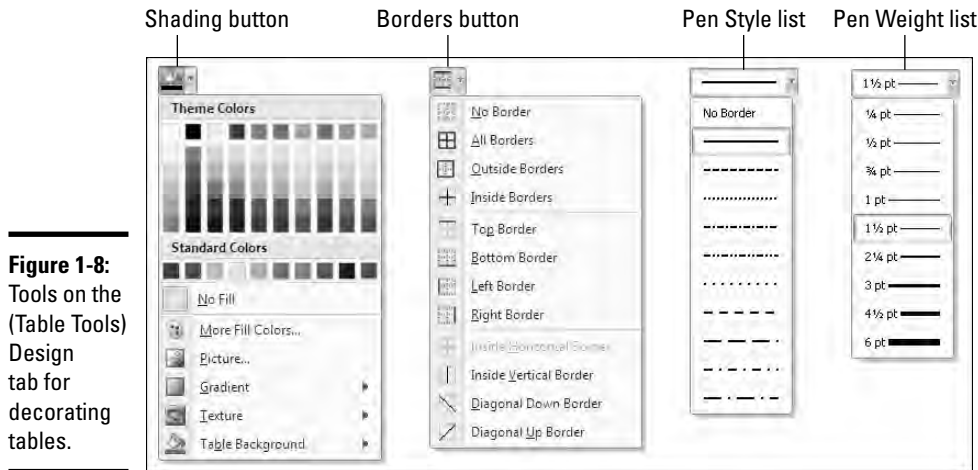 Shading button
Borders button
Pen Style list
Pen Weight list
Theme Colors
Standard Colors
No Fill
More Fill Colors...
Picture...
Gradient
Texture
Table Background
No Border
All Borders
Outside Borders
Inside Borders
Top Border
Bottom Border
Left Border
Right Border
Inside Horizontal Border
Inside Vertical Border
Diagonal Down Border
Diagonal Up Border
No Border
1½ pt
¼ pt
½ pt
¾ pt
1 pt
1½ pt
2¼ pt
3 pt
4½ pt
6 pt
Figure 1-8:
Tools on the
(Table Tools)
Design
tab for
decorating
tables.